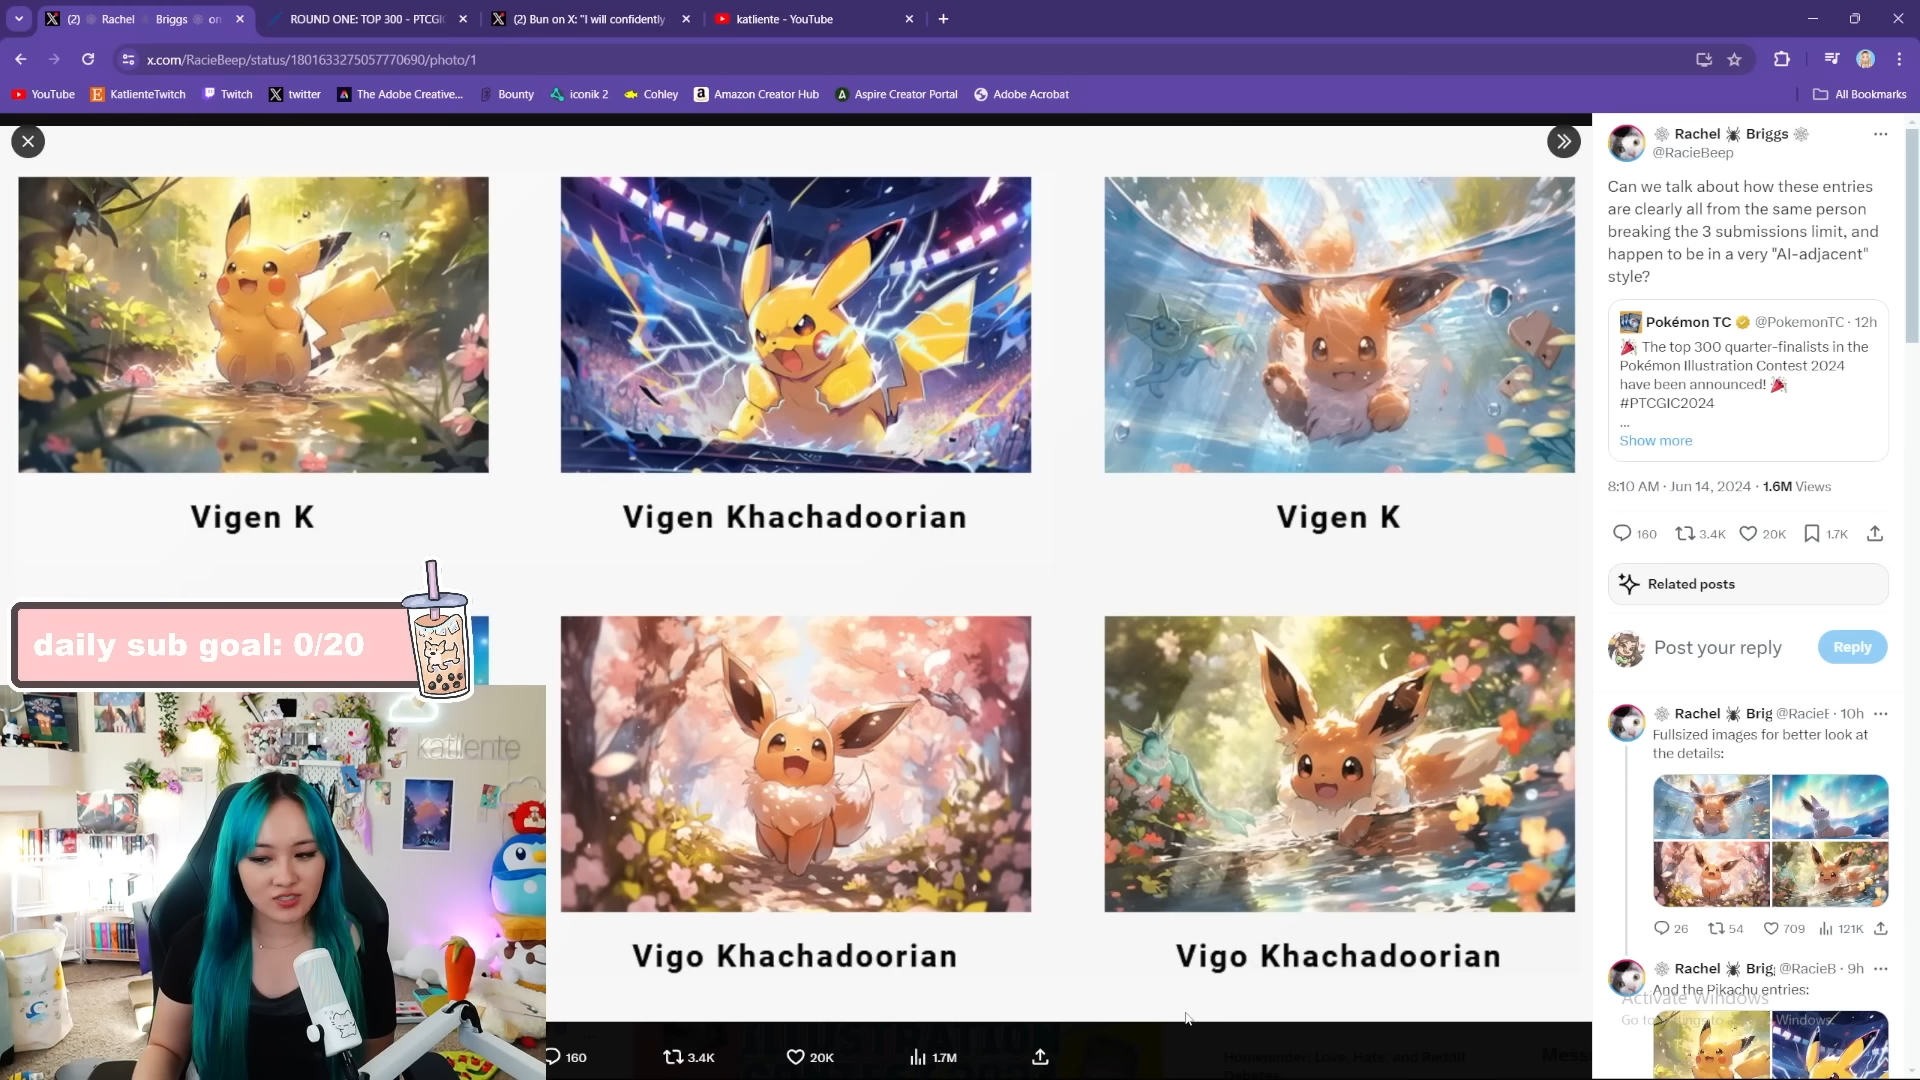 (2) Rachel Briggs on
ROUND ONE: TOP 300 - PTCGIC
(2) Bun on X: "I will confidently
katliente - YouTube
x.com/RacieBeep/status/1801633275057770690/photo/1
YouTube
KatlienteTwitch
Twitch
twitter
The Adobe Creative...
Bounty
iconik 2
Cohley
Amazon Creator Hub
Aspire Creator Portal
Adobe Acrobat
All Bookmarks
Vigen K
Vigen Khachadoorian
Vigen K
daily sub goal: 0/20
katliente
Vigo Khachadoorian
Vigo Khachadoorian
160
3.4K
20K
1.7M
Rachel Briggs
@RacieBeep
Can we talk about how these entries
are clearly all from the same person
breaking the 3 submissions limit, and
happen to be in a very "AI-adjacent"
style?
Pokémon TC @PokemonTC · 12h
The top 300 quarter-finalists in the
Pokémon Illustration Contest 2024
have been announced!
#PTCGIC2024
...
Show more
8:10 AM · Jun 14, 2024 · 1.6M Views
160
3.4K
20K
1.7K
Related posts
Post your reply
Reply
Rachel Brig @RacieE · 10h
Fullsized images for better look at
the details:
26
54
709
121K
Rachel Brig @RacieB · 9h
And the Pikachu entries:
Activate Windows